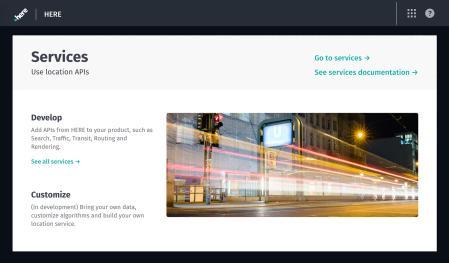 here
HERE
Services
Use location APIs
Go to services →
See services documentation →
Develop
Add APIs from HERE to your product, such as
Search, Traffic, Transit, Routing and
Rendering.
See all services →
Customize
(In development) Bring your own data,
customize algorithms and build your own
location service.
U